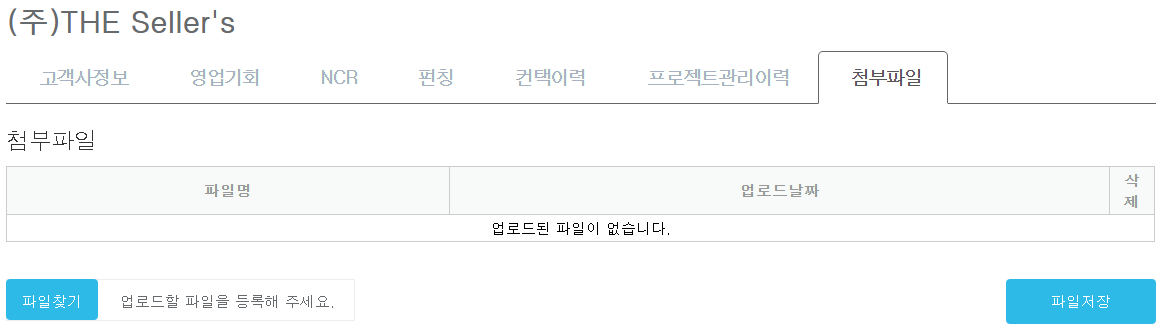 (주)THE Seller's
고객사정보 영업기회 NCR 펀칭 컨택이력 프로젝트관리이력 첨부파일
첨부파일
파일명 업로드날짜 삭제
업로드된 파일이 없습니다.
파일찾기 업로드할 파일을 등록해 주세요. 파일저장